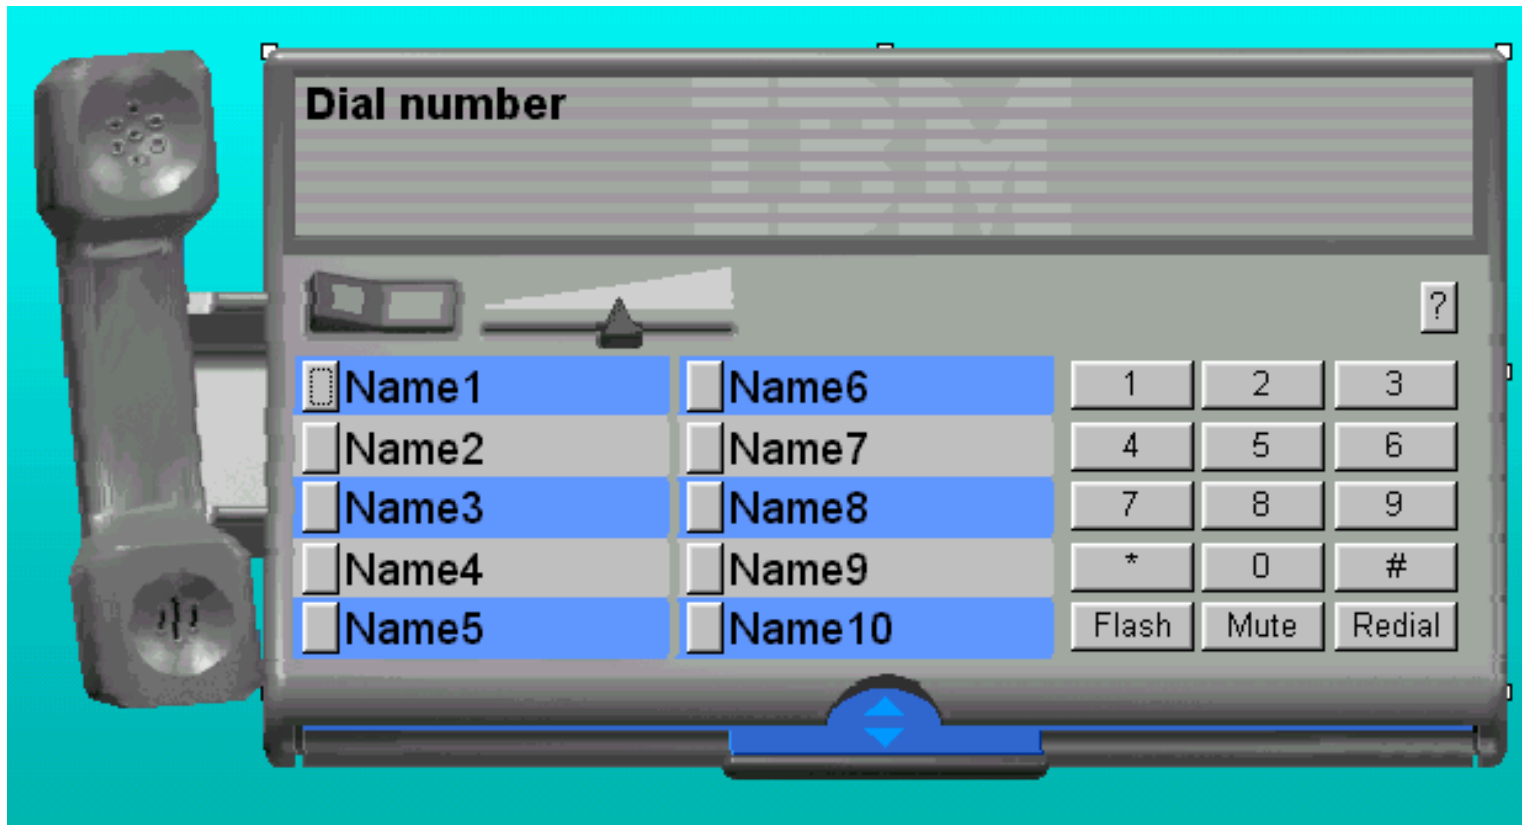 Dial number
IBM
?
Name1 Name6 1 2 3
Name2 Name7 4 5 6
Name3 Name8 7 8 9
Name4 Name9 * 0 #
Name5 Name10 Flash Mute Redial